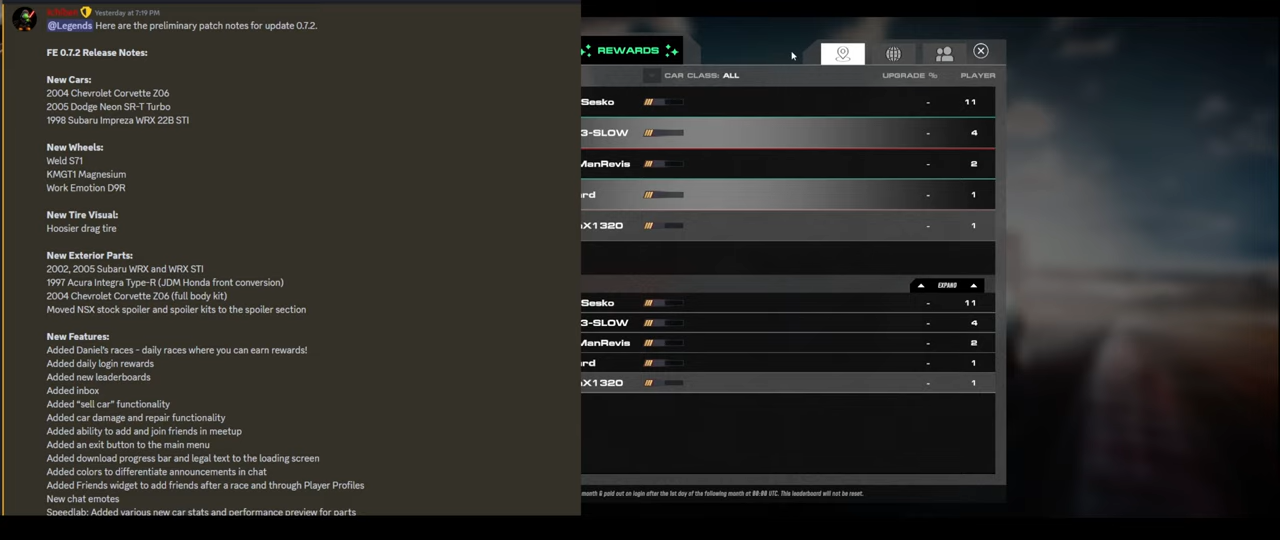 Yesterday at 7:19 PM
@Legends Here are the preliminary patch notes for update 0.7.2.
FE 0.7.2 Release Notes:
New Cars:
2004 Chevrolet Corvette Z06
2005 Dodge Neon SR-T Turbo
1998 Subaru Impreza WRX 22B STI
New Wheels:
Weld S71
KMGT1 Magnesium
Work Emotion D9R
New Tire Visual:
Hoosier drag tire
New Exterior Parts:
2002, 2005 Subaru WRX and WRX STI
1997 Acura Integra Type-R (JDM Honda front conversion)
2004 Chevrolet Corvette Z06 (full body kit)
Moved NSX stock spoiler and spoiler kits to the spoiler section
New Features:
Added Daniel's races - daily races where you can earn rewards!
Added daily login rewards
Added new leaderboards
Added inbox
Added "sell car" functionality
Added car damage and repair functionality
Added ability to add and join friends in meetup
Added an exit button to the main menu
Added download progress bar and legal text to the loading screen
Added colors to differentiate announcements in chat
Added Friends widget to add friends after a race and through Player Profiles
New chat emotes
Speedlab: Added various new car stats and performance preview for parts
REWARDS
CAR CLASS: ALL UPGRADE % PLAYER
Sesko - 11
3-SLOW - 4
ManRevis - 2
rd - 1
X1320 - 1
EXPAND
Sesko - 11
3-SLOW - 4
ManRevis - 2
rd - 1
X1320 - 1
month & paid out on login after the 1st day of the following month at 00:00 UTC. This leaderboard will not be reset.